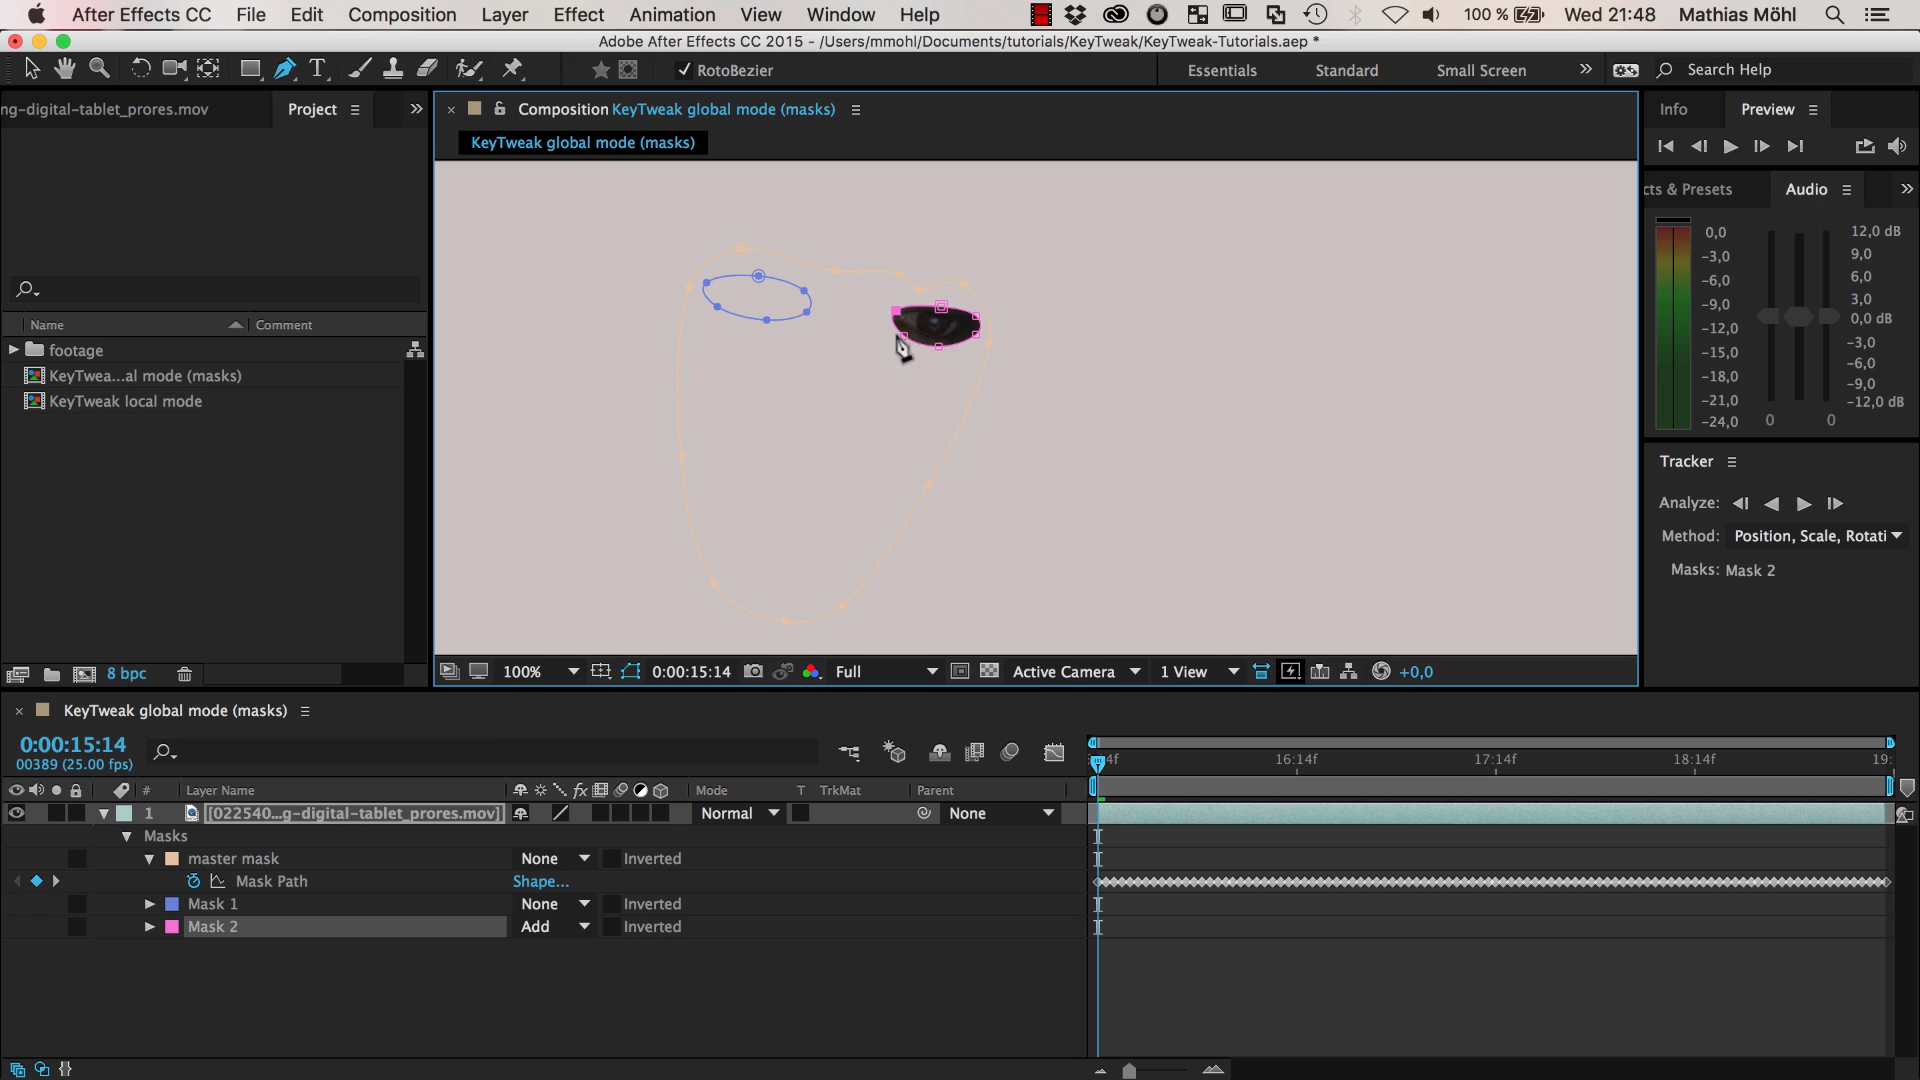 After Effects CC File Edit Composition Layer Effect Animation View Window Help 100 % Wed 21:48 Mathias Möhl
Adobe After Effects CC 2015 - /Users/mmohl/Documents/tutorials/KeyTweak/KeyTweak-Tutorials.aep *
T RotoBezier Essentials Standard Small Screen » Search Help
ng-digital-tablet_prores.mov Project » × Composition KeyTweak global mode (masks) Info Preview
KeyTweak global mode (masks)
cts & Presets Audio »
0,0 12,0 dB
-3,0 9,0
-6,0 6,0
-9,0 3,0
-12,0 0,0 dB
-15,0 -3,0
-18,0 -6,0
-21,0 -9,0
-24,0 -12,0 dB
0 0
Name Comment
footage
KeyTwea...al mode (masks)
KeyTweak local mode
Tracker
Analyze:
Method: Position, Scale, Rotati
Masks: Mask 2
8 bpc 100% 0:00:15:14 Full Active Camera 1 View +0,0
× KeyTweak global mode (masks)
0:00:15:14
00389 (25.00 fps)
4f 16:14f 17:14f 18:14f 19:
# Layer Name fx Mode T TrkMat Parent
1 [022540...g-digital-tablet_prores.mov] Normal None
Masks
master mask None Inverted
Mask Path Shape...
Mask 1 None Inverted
Mask 2 Add Inverted